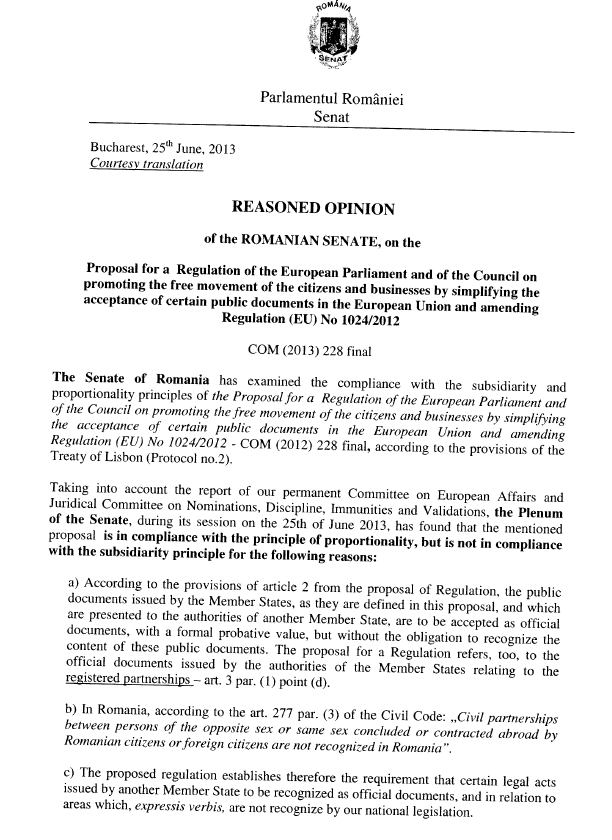 ROMÂNIA
SENAT
Parlamentul României
Senat
Bucharest, 25th June, 2013
Courtesy translation
REASONED OPINION
of the ROMANIAN SENATE, on the
Proposal for a Regulation of the European Parliament and of the Council on
promoting the free movement of the citizens and businesses by simplifying the
acceptance of certain public documents in the European Union and amending
Regulation (EU) No 1024/2012
COM (2013) 228 final
The Senate of Romania has examined the compliance with the subsidiarity and
proportionality principles of the Proposal for a Regulation of the European Parliament and
of the Council on promoting the free movement of the citizens and businesses by simplifying
the acceptance of certain public documents in the European Union and amending
Regulation (EU) No 1024/2012 - COM (2012) 228 final, according to the provisions of the
Treaty of Lisbon (Protocol no.2).
Taking into account the report of our permanent Committee on European Affairs and
Juridical Committee on Nominations, Discipline, Immunities and Validations, the Plenum
of the Senate, during its session on the 25th of June 2013, has found that the mentioned
proposal is in compliance with the principle of proportionality, but is not in compliance
with the subsidiarity principle for the following reasons:
a) According to the provisions of article 2 from the proposal of Regulation, the public
documents issued by the Member States, as they are defined in this proposal, and which
are presented to the authorities of another Member State, are to be accepted as official
documents, with a formal probative value, but without the obligation to recognize the
content of these public documents. The proposal for a Regulation refers, too, to the
official documents issued by the authorities of the Member States relating to the
registered partnerships – art. 3 par. (1) point (d).
b) In Romania, according to the art. 277 par. (3) of the Civil Code: „Civil partnerships
between persons of the opposite sex or same sex concluded or contracted abroad by
Romanian citizens or foreign citizens are not recognized in Romania”.
c) The proposed regulation establishes therefore the requirement that certain legal acts
issued by another Member State to be recognized as official documents, and in relation to
areas which, expressis verbis, are not recognize by our national legislation.